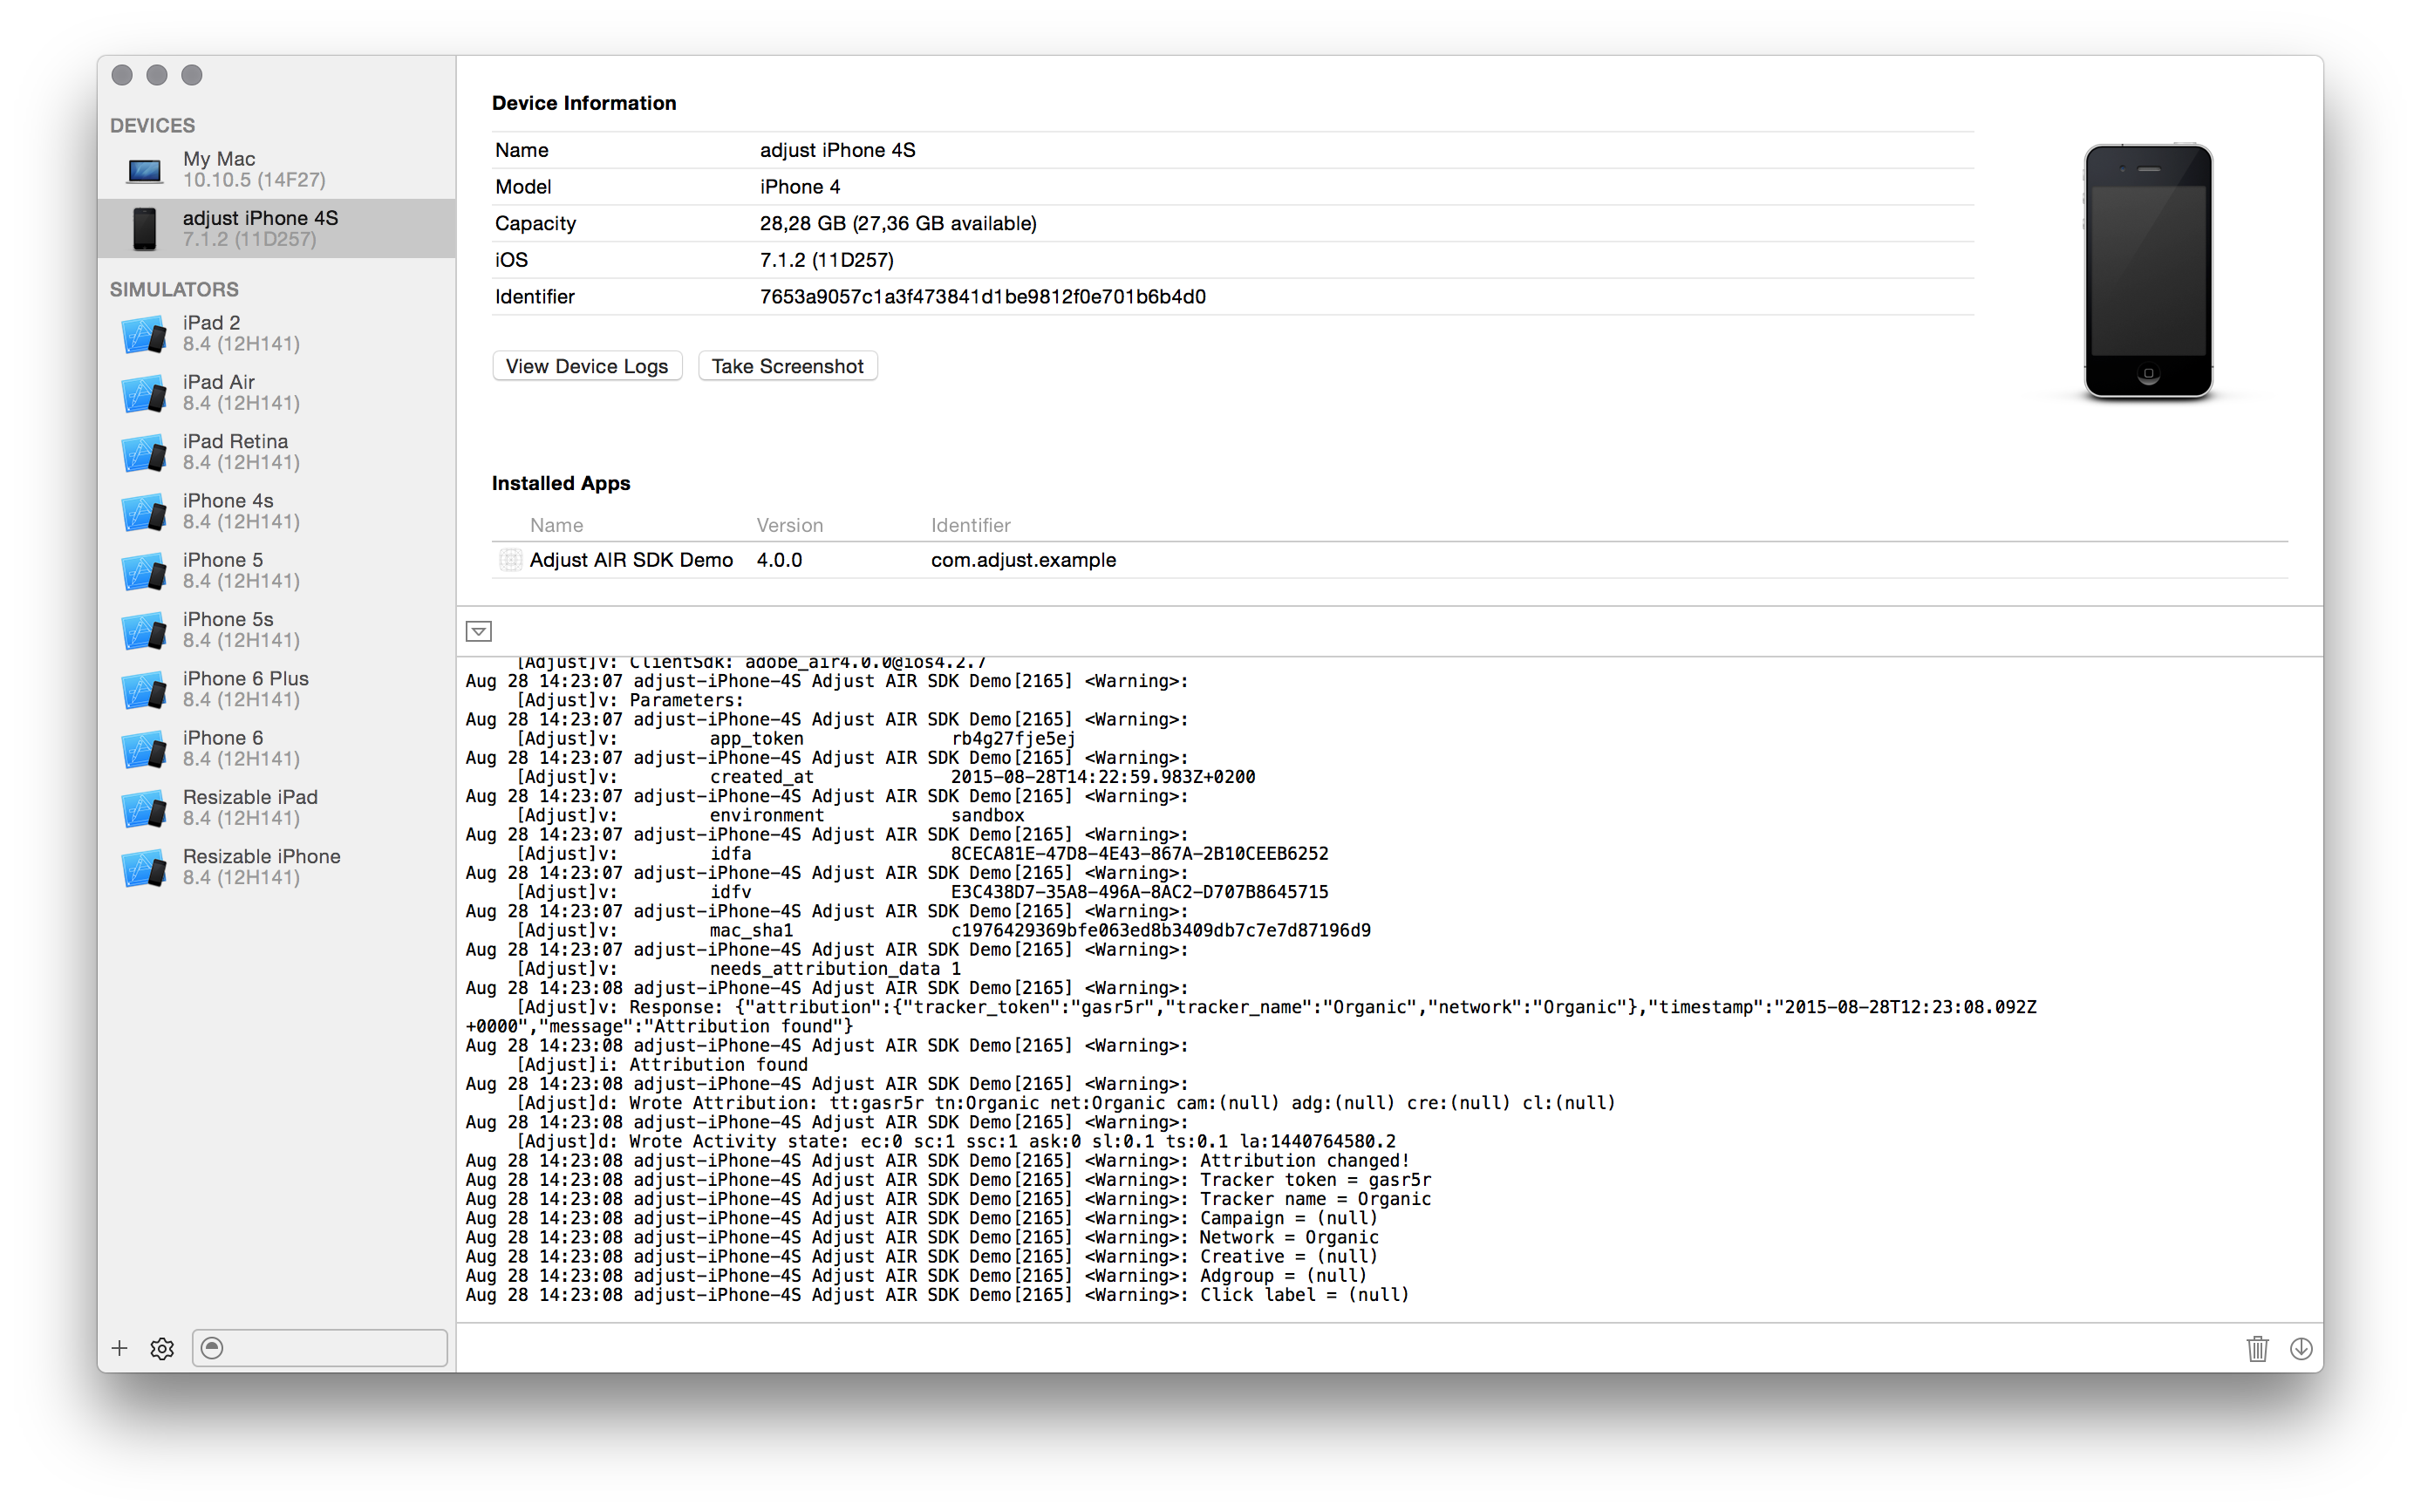 DEVICES
My Mac
10.10.5 (14F27)
adjust iPhone 4S
7.1.2 (11D257)
SIMULATORS
iPad 2
8.4 (12H141)
iPad Air
8.4 (12H141)
iPad Retina
8.4 (12H141)
iPhone 4s
8.4 (12H141)
iPhone 5
8.4 (12H141)
iPhone 5s
8.4 (12H141)
iPhone 6 Plus
8.4 (12H141)
iPhone 6
8.4 (12H141)
Resizable iPad
8.4 (12H141)
Resizable iPhone
8.4 (12H141)
Device Information
Name adjust iPhone 4S
Model iPhone 4
Capacity 28,28 GB (27,36 GB available)
iOS 7.1.2 (11D257)
Identifier 7653a9057c1a3f473841d1be9812f0e701b6b4d0
View Device Logs Take Screenshot
Installed Apps
Name Version Identifier
Adjust AIR SDK Demo 4.0.0 com.adjust.example
[Adjust]v: ClientSdk: adobe_air4.0.0@ios4.2.7
Aug 28 14:23:07 adjust-iPhone-4S Adjust AIR SDK Demo[2165] <Warning>:
[Adjust]v: Parameters:
Aug 28 14:23:07 adjust-iPhone-4S Adjust AIR SDK Demo[2165] <Warning>:
[Adjust]v: app_token rb4g27fje5ej
Aug 28 14:23:07 adjust-iPhone-4S Adjust AIR SDK Demo[2165] <Warning>:
[Adjust]v: created_at 2015-08-28T14:22:59.983Z+0200
Aug 28 14:23:07 adjust-iPhone-4S Adjust AIR SDK Demo[2165] <Warning>:
[Adjust]v: environment sandbox
Aug 28 14:23:07 adjust-iPhone-4S Adjust AIR SDK Demo[2165] <Warning>:
[Adjust]v: idfa 8CECA81E-47D8-4E43-867A-2B10CEEB6252
Aug 28 14:23:07 adjust-iPhone-4S Adjust AIR SDK Demo[2165] <Warning>:
[Adjust]v: idfv E3C438D7-35A8-496A-8AC2-D707B8645715
Aug 28 14:23:07 adjust-iPhone-4S Adjust AIR SDK Demo[2165] <Warning>:
[Adjust]v: mac_sha1 c1976429369bfe063ed8b3409db7c7e7d87196d9
Aug 28 14:23:07 adjust-iPhone-4S Adjust AIR SDK Demo[2165] <Warning>:
[Adjust]v: needs_attribution_data 1
Aug 28 14:23:08 adjust-iPhone-4S Adjust AIR SDK Demo[2165] <Warning>:
[Adjust]v: Response: {"attribution":{"tracker_token":"gasr5r","tracker_name":"Organic","network":"Organic"},"timestamp":"2015-08-28T12:23:08.092Z
+0000","message":"Attribution found"}
Aug 28 14:23:08 adjust-iPhone-4S Adjust AIR SDK Demo[2165] <Warning>:
[Adjust]i: Attribution found
Aug 28 14:23:08 adjust-iPhone-4S Adjust AIR SDK Demo[2165] <Warning>:
[Adjust]d: Wrote Attribution: tt:gasr5r tn:Organic net:Organic cam:(null) adg:(null) cre:(null) cl:(null)
Aug 28 14:23:08 adjust-iPhone-4S Adjust AIR SDK Demo[2165] <Warning>:
[Adjust]d: Wrote Activity state: ec:0 sc:1 ssc:1 ask:0 sl:0.1 ts:0.1 la:1440764580.2
Aug 28 14:23:08 adjust-iPhone-4S Adjust AIR SDK Demo[2165] <Warning>: Attribution changed!
Aug 28 14:23:08 adjust-iPhone-4S Adjust AIR SDK Demo[2165] <Warning>: Tracker token = gasr5r
Aug 28 14:23:08 adjust-iPhone-4S Adjust AIR SDK Demo[2165] <Warning>: Tracker name = Organic
Aug 28 14:23:08 adjust-iPhone-4S Adjust AIR SDK Demo[2165] <Warning>: Campaign = (null)
Aug 28 14:23:08 adjust-iPhone-4S Adjust AIR SDK Demo[2165] <Warning>: Network = Organic
Aug 28 14:23:08 adjust-iPhone-4S Adjust AIR SDK Demo[2165] <Warning>: Creative = (null)
Aug 28 14:23:08 adjust-iPhone-4S Adjust AIR SDK Demo[2165] <Warning>: Adgroup = (null)
Aug 28 14:23:08 adjust-iPhone-4S Adjust AIR SDK Demo[2165] <Warning>: Click label = (null)